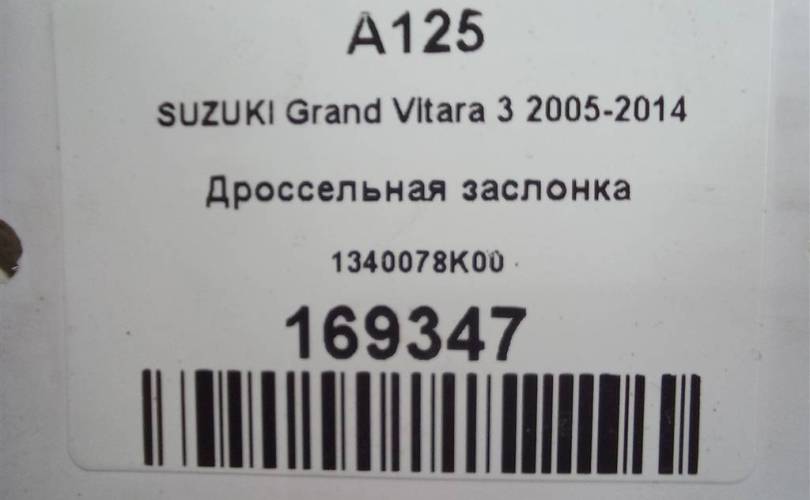 A125
SUZUKI Grand VItara 3 2005-2014
Дроссельная заслонка
1340078K00
169347